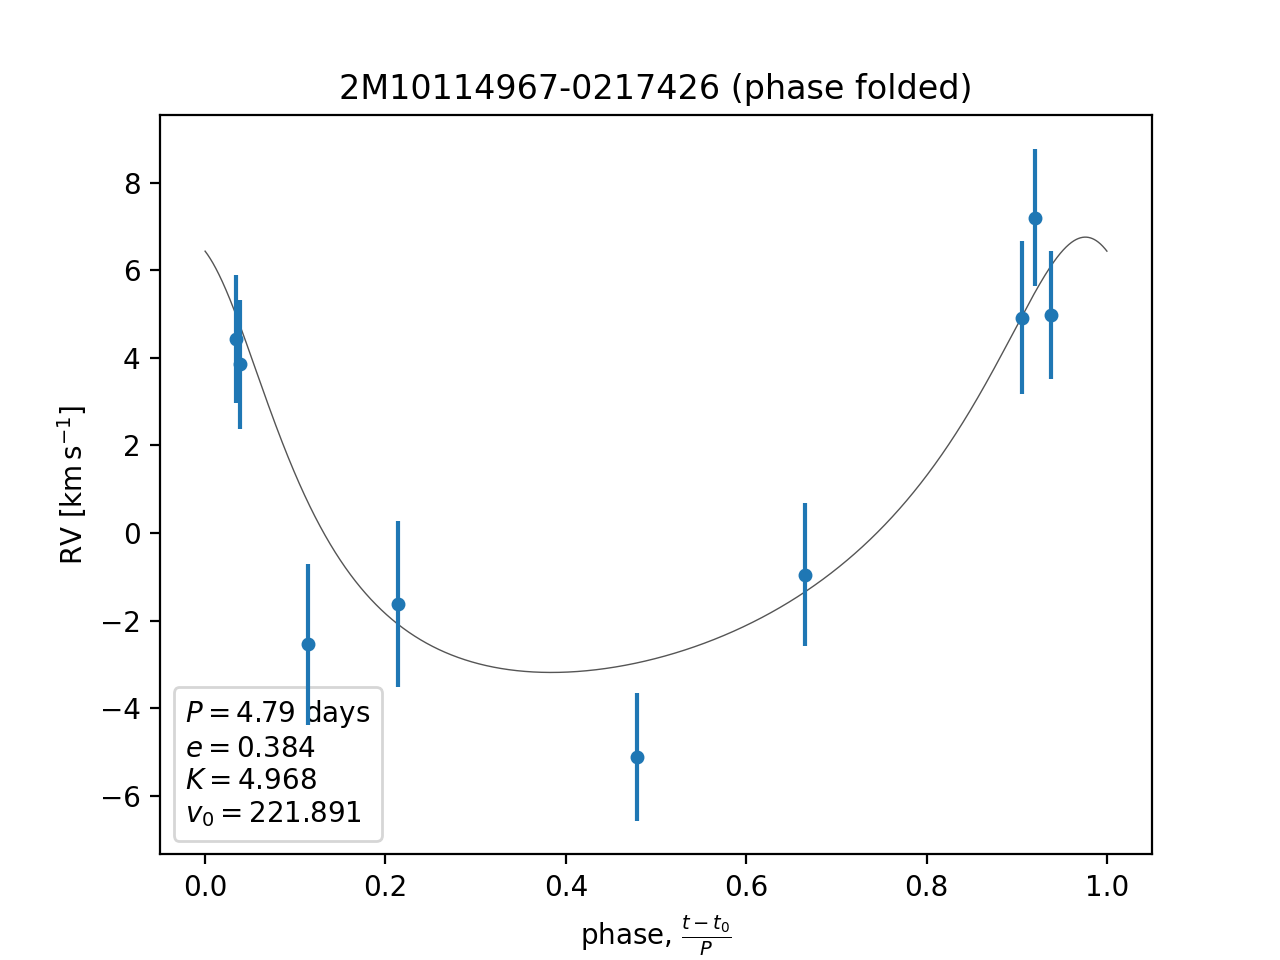 2M10114967-0217426 (phase folded)
RV [km s⁻¹]
8
6
4
2
0
−2
−4
−6
P = 4.79 days
e = 0.384
K = 4.968
v₀ = 221.891
0.0 0.2 0.4 0.6 0.8 1.0
phase, (t − t₀)/P